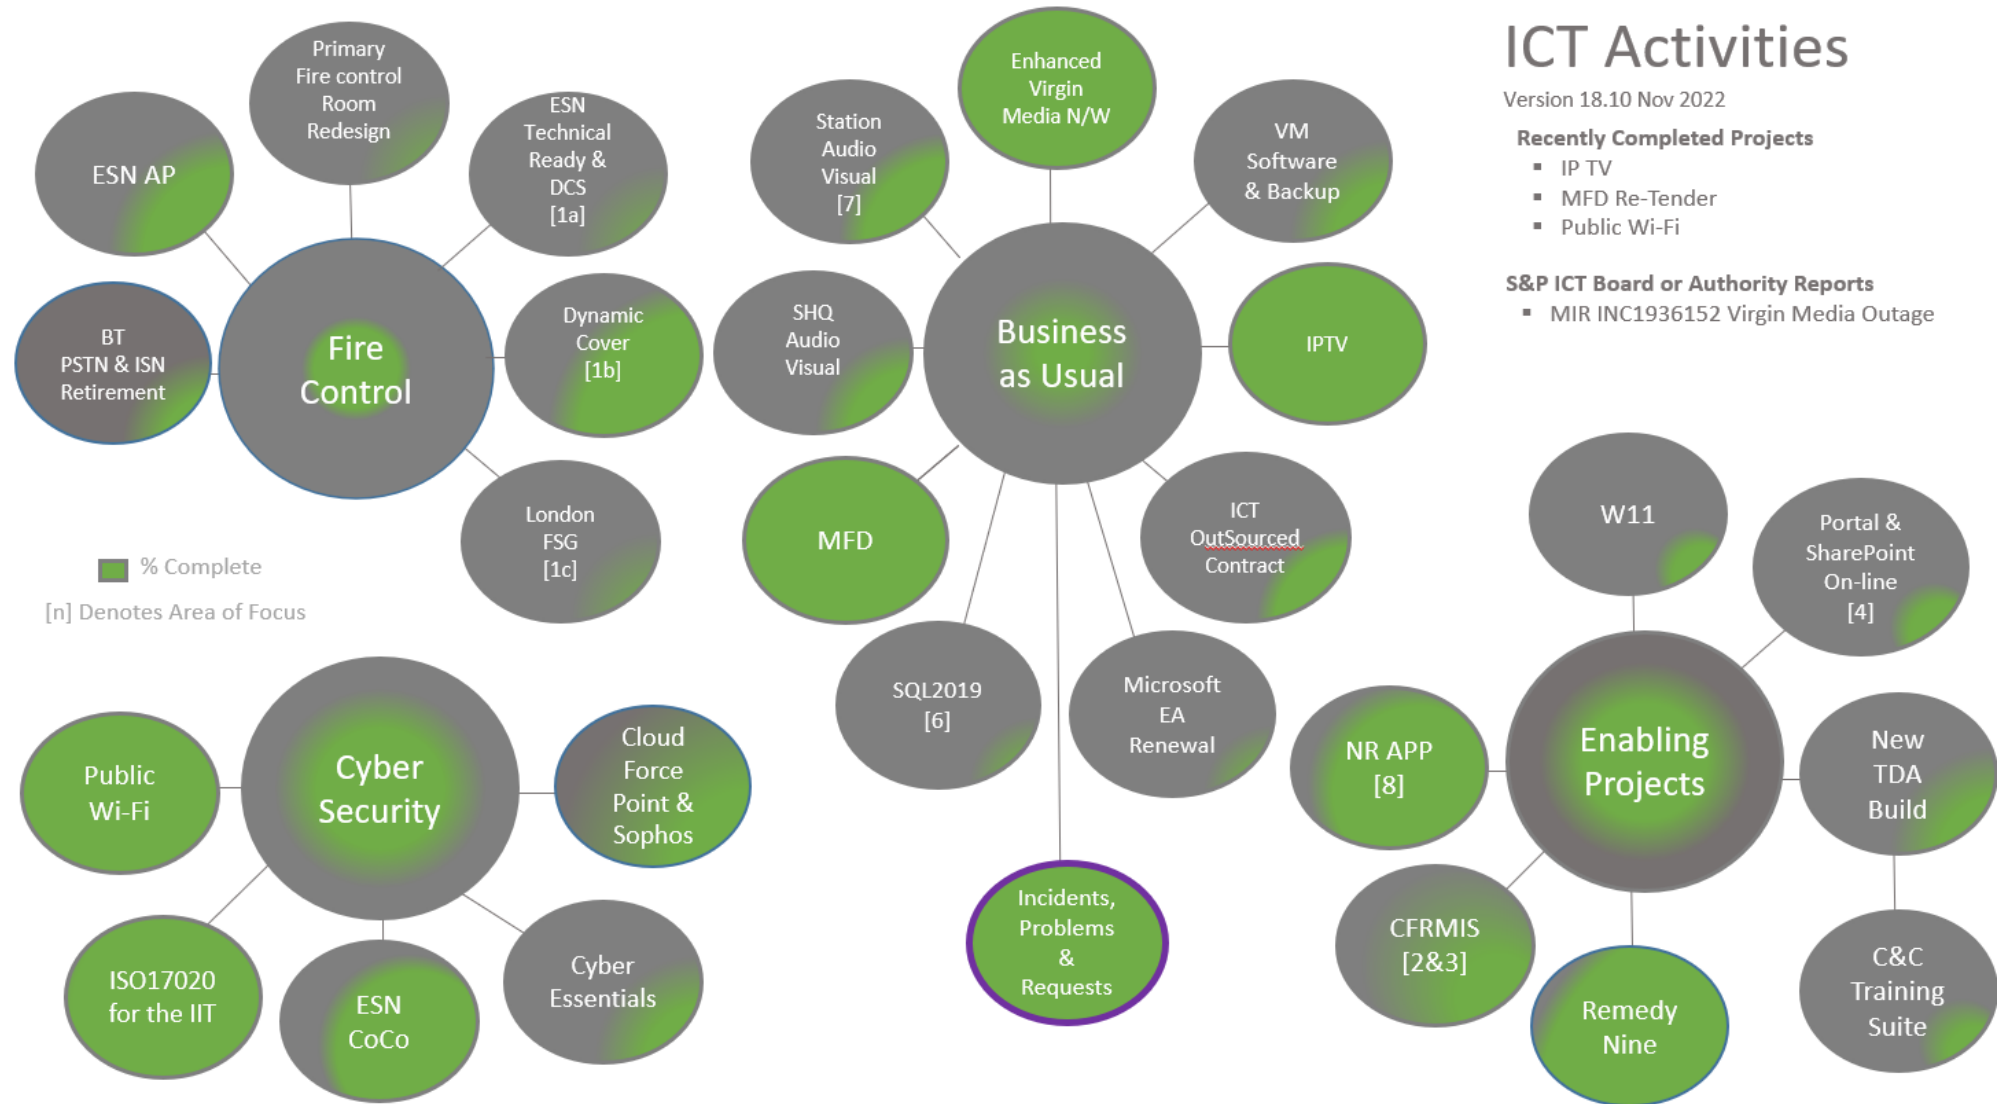 ICT Activities
Version 18.10 Nov 2022
Recently Completed Projects
▪ IP TV
▪ MFD Re-Tender
▪ Public Wi-Fi
S&P ICT Board or Authority Reports
▪ MIR INC1936152 Virgin Media Outage
Primary
Fire control
Room
Redesign
ESN AP
ESN
Technical
Ready &
DCS
[1a]
BT
PSTN & ISN
Retirement
Fire
Control
Dynamic
Cover
[1b]
London
FSG
[1c]
% Complete
[n] Denotes Area of Focus
Enhanced
Virgin
Media N/W
Station
Audio
Visual
[7]
VM
Software
& Backup
SHQ
Audio
Visual
Business
as Usual
IPTV
MFD
ICT
OutSourced
Contract
SQL2019
[6]
Microsoft
EA
Renewal
Incidents,
Problems
&
Requests
Cyber
Security
Public
Wi-Fi
Cloud
Force
Point &
Sophos
ISO17020
for the IIT
ESN
CoCo
Cyber
Essentials
W11
Portal &
SharePoint
On-line
[4]
NR APP
[8]
Enabling
Projects
New
TDA
Build
CFRMIS
[2&3]
Remedy
Nine
C&C
Training
Suite